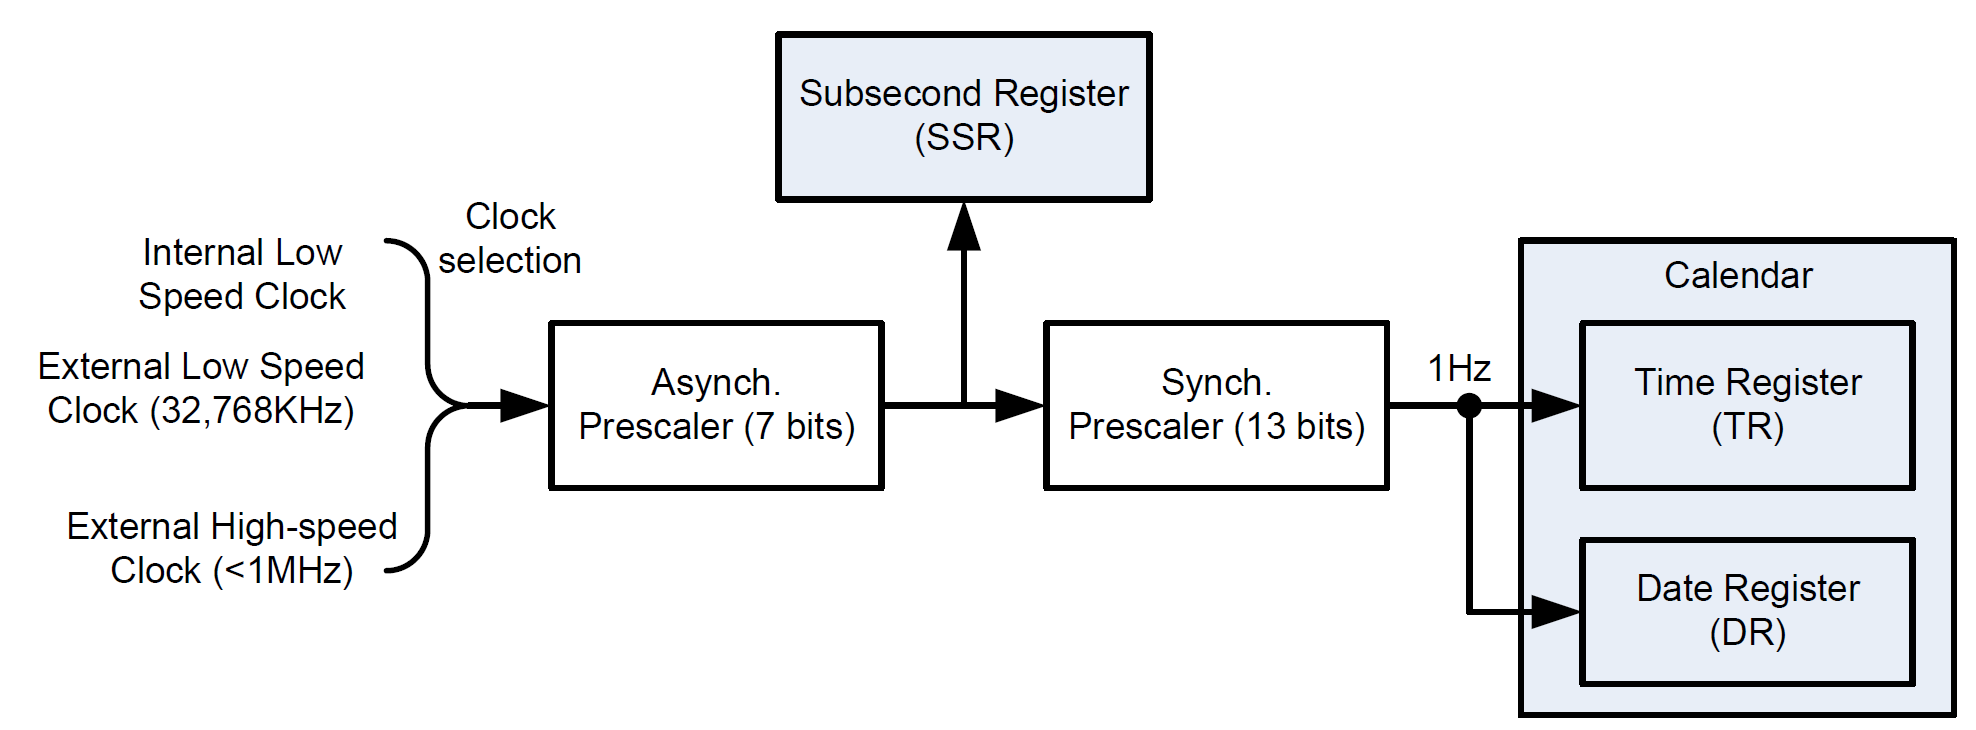 Subsecond Register
(SSR)
Clock
selection
Internal Low
Speed Clock
External Low Speed
Clock (32,768KHz)
External High-speed
Clock (<1MHz)
Asynch.
Prescaler (7 bits)
Synch.
Prescaler (13 bits)
1Hz
Calendar
Time Register
(TR)
Date Register
(DR)